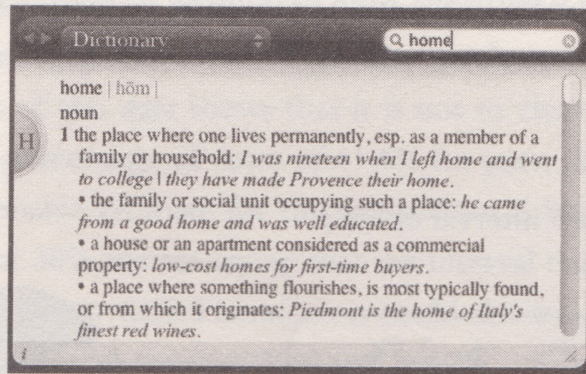 Dictionary
home
home | hōm |
noun
H
1 the place where one lives permanently, esp. as a member of a
family or household: I was nineteen when I left home and went
to college | they have made Provence their home.
• the family or social unit occupying such a place: he came
from a good home and was well educated.
• a house or an apartment considered as a commercial
property: low-cost homes for first-time buyers.
• a place where something flourishes, is most typically found,
or from which it originates: Piedmont is the home of Italy's
finest red wines.
i